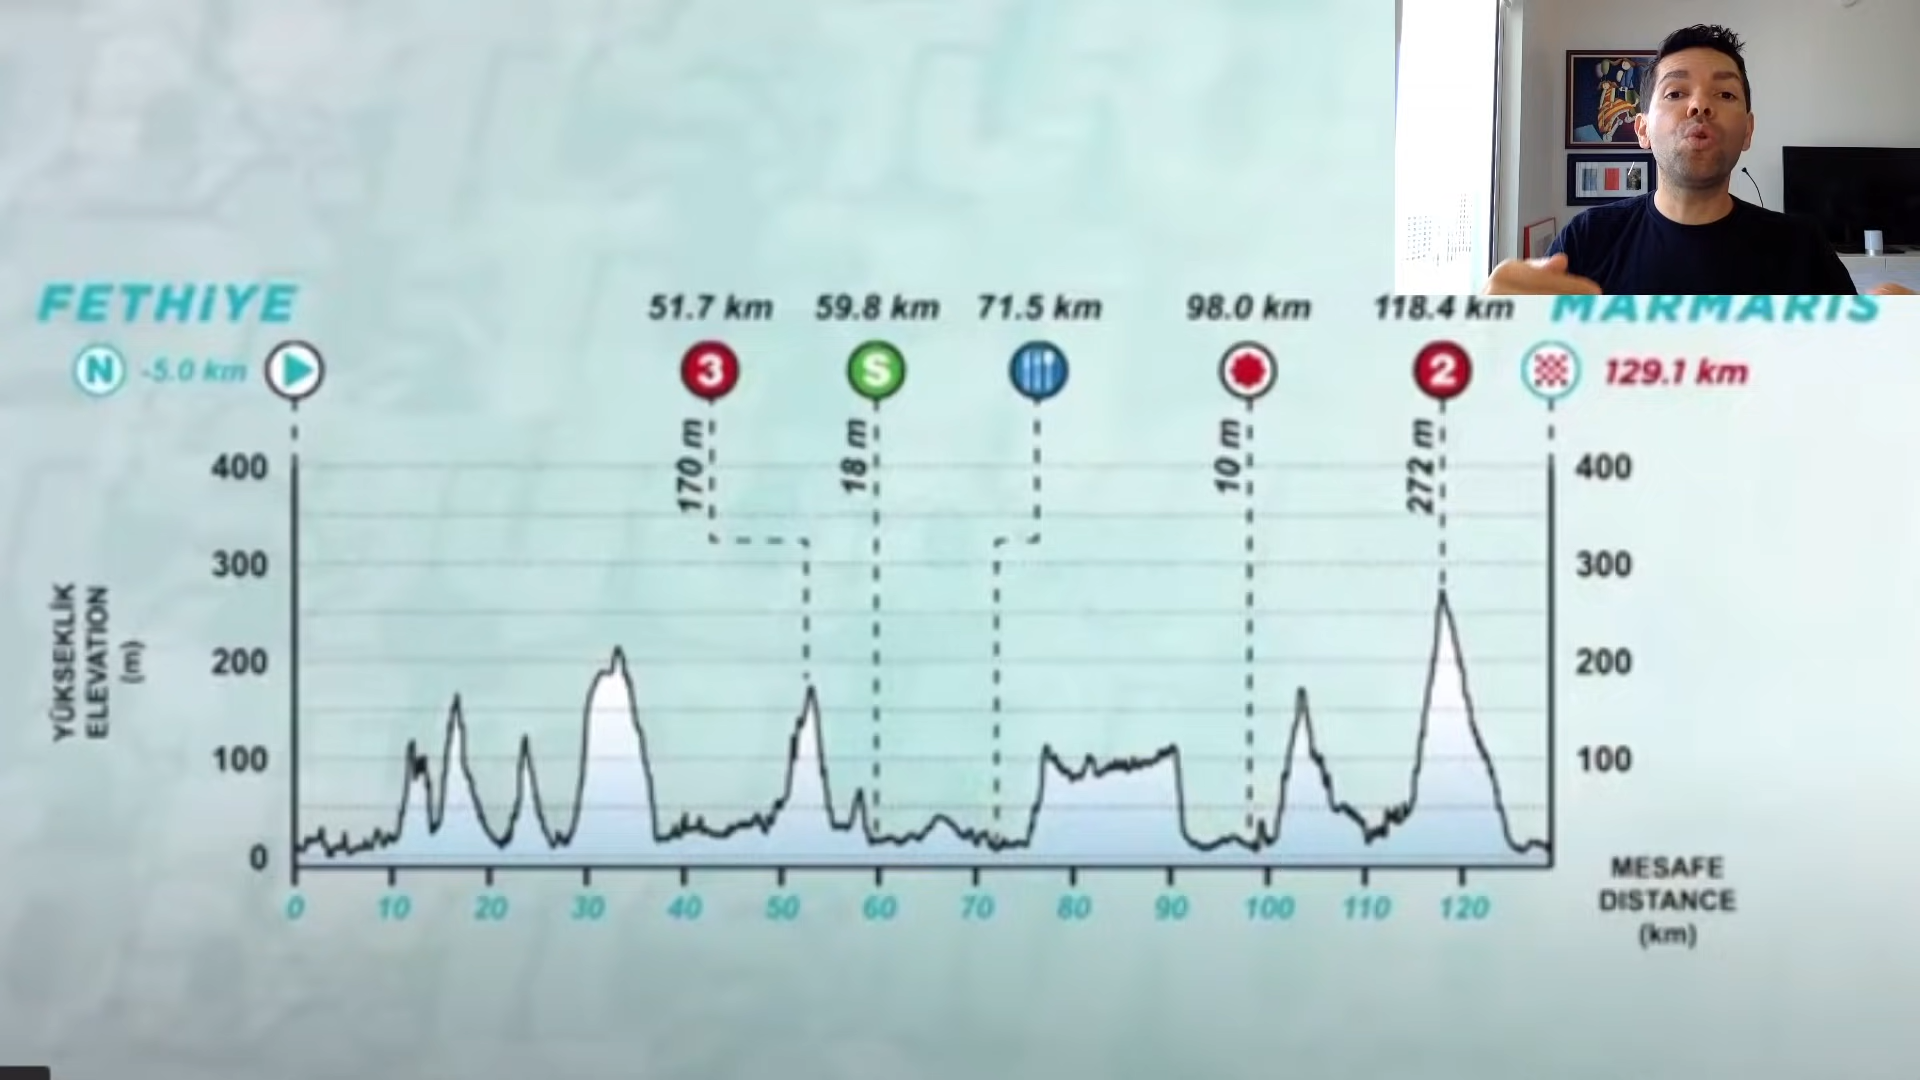 FETHIYE
51.7 km
59.8 km
71.5 km
98.0 km
118.4 km
MARMARIS
N
-5.0 km
3
S
2
129.1 km
170 m
18 m
10 m
272 m
400
400
300
300
200
200
100
100
0
YÜKSEKLİK
ELEVATION
(m)
0
10
20
30
40
50
60
70
80
90
100
110
120
MESAFE
DISTANCE
(km)